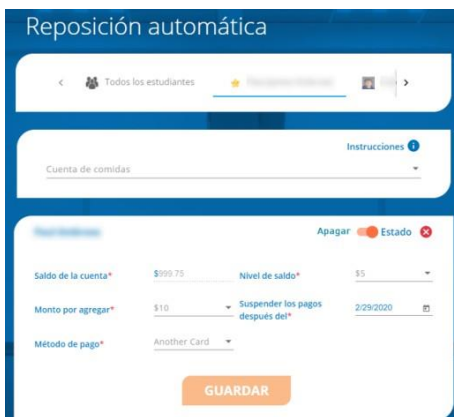 Reposición automática
Todos los estudiantes
Instrucciones
Cuenta de comidas
Apagar Estado
Saldo de la cuenta* $999.75 Nivel de saldo* $5
Monto por agregar* $10 Suspender los pagos después del* 2/29/2020
Método de pago* Another Card
GUARDAR